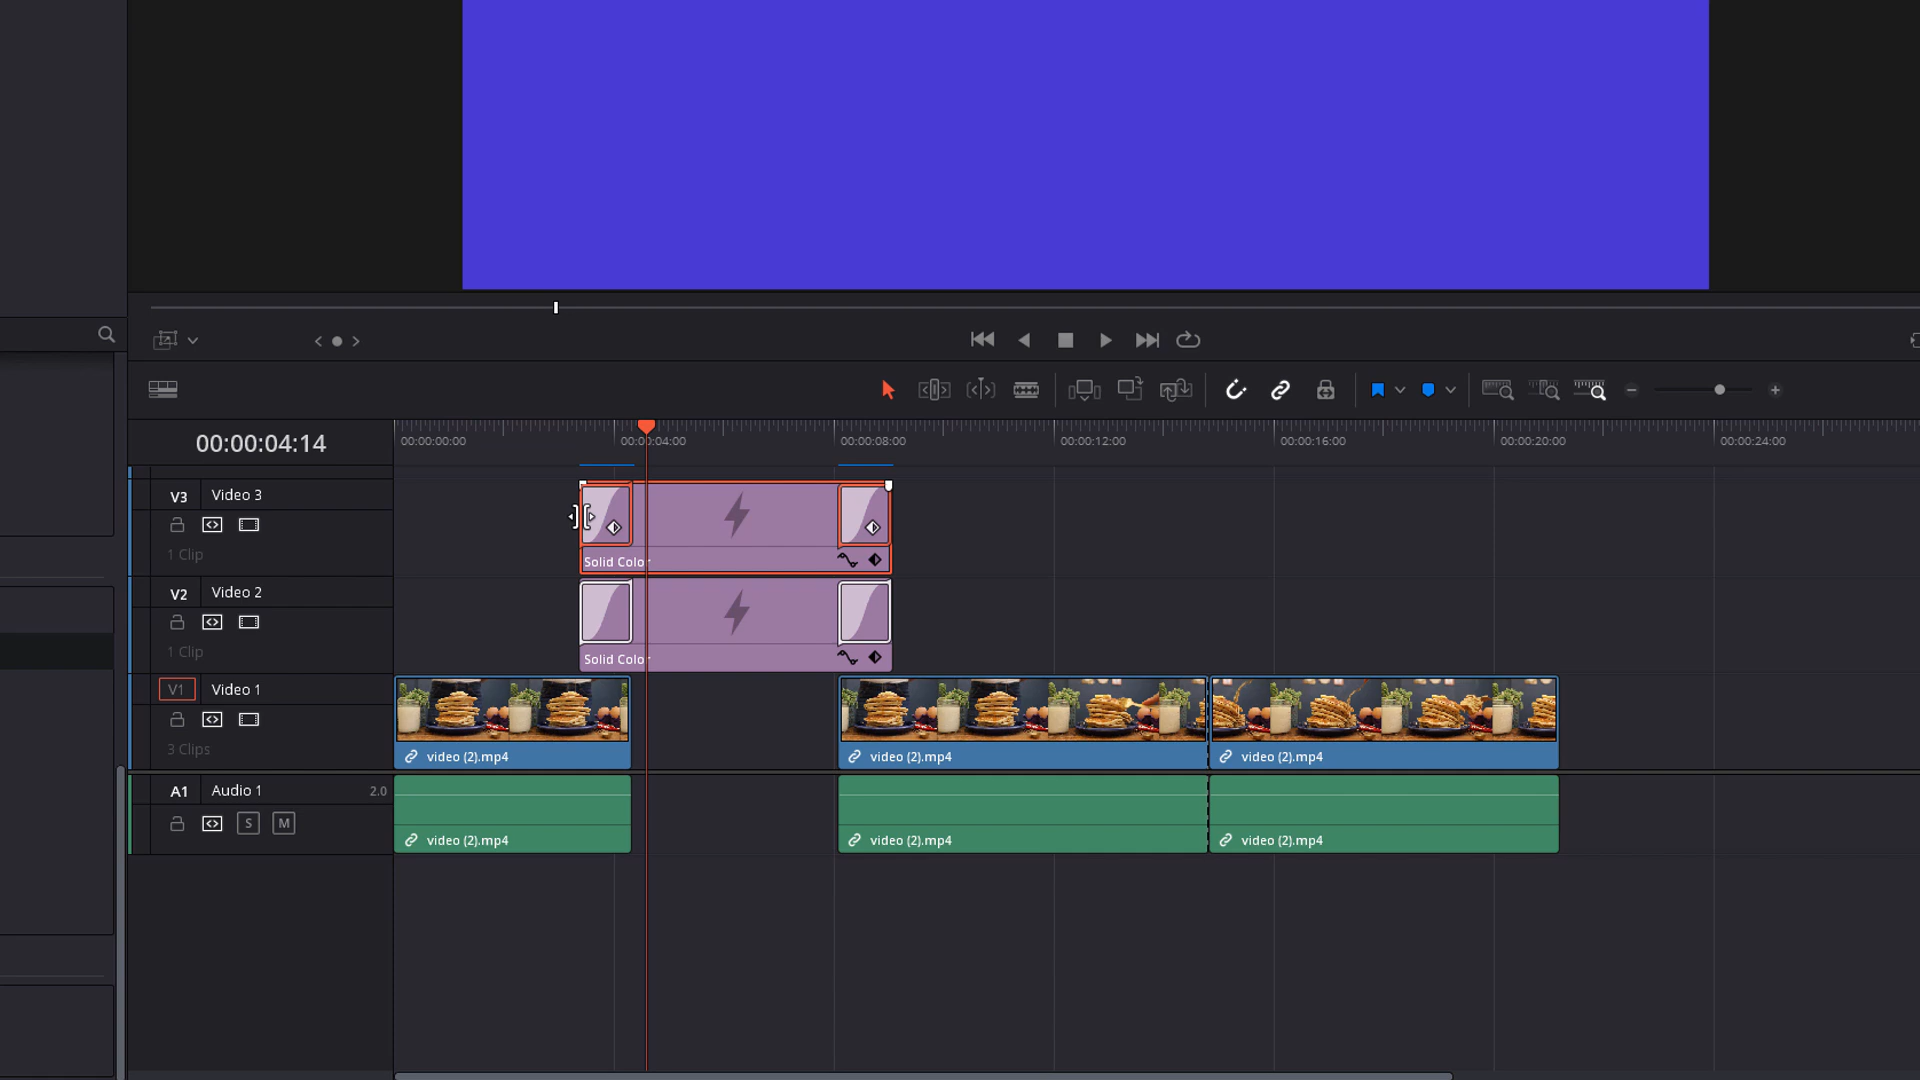 00:00:04:14
00:00:00:00
00:00:04:00
00:00:08:00
00:00:12:00
00:00:16:00
00:00:20:00
00:00:24:00
V3 Video 3
1 Clip
Solid Color
V2 Video 2
1 Clip
Solid Color
V1 Video 1
3 Clips
video (2).mp4
video (2).mp4
video (2).mp4
A1 Audio 1 2.0
S M
video (2).mp4
video (2).mp4
video (2).mp4